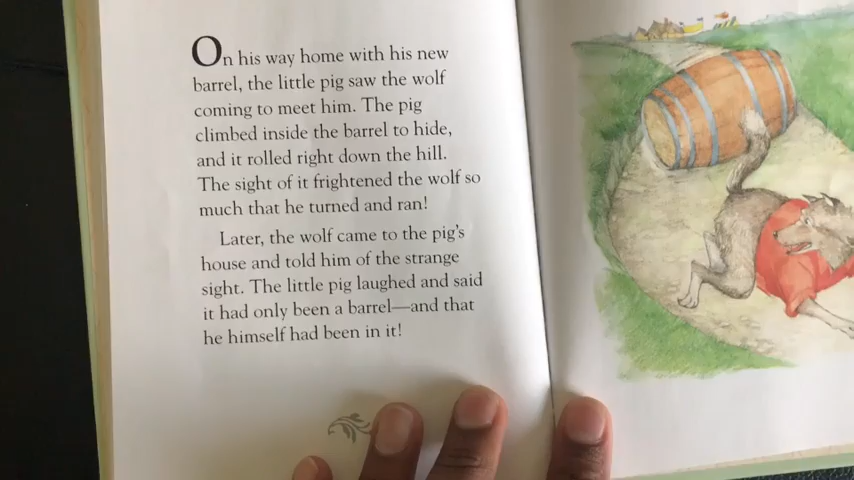 On his way home with his new
barrel, the little pig saw the wolf
coming to meet him. The pig
climbed inside the barrel to hide,
and it rolled right down the hill.
The sight of it frightened the wolf so
much that he turned and ran!
Later, the wolf came to the pig's
house and told him of the strange
sight. The little pig laughed and said
it had only been a barrel—and that
he himself had been in it!